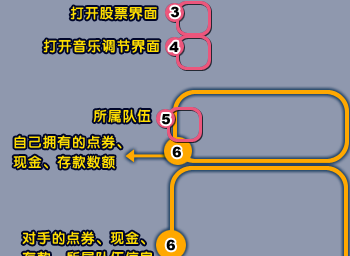 打开股票界面 3
打开音乐调节界面 4
所属队伍 5
自己拥有的点券、
现金、存款数额
6
对手的点券、现金、
6
存款、所属队伍信息